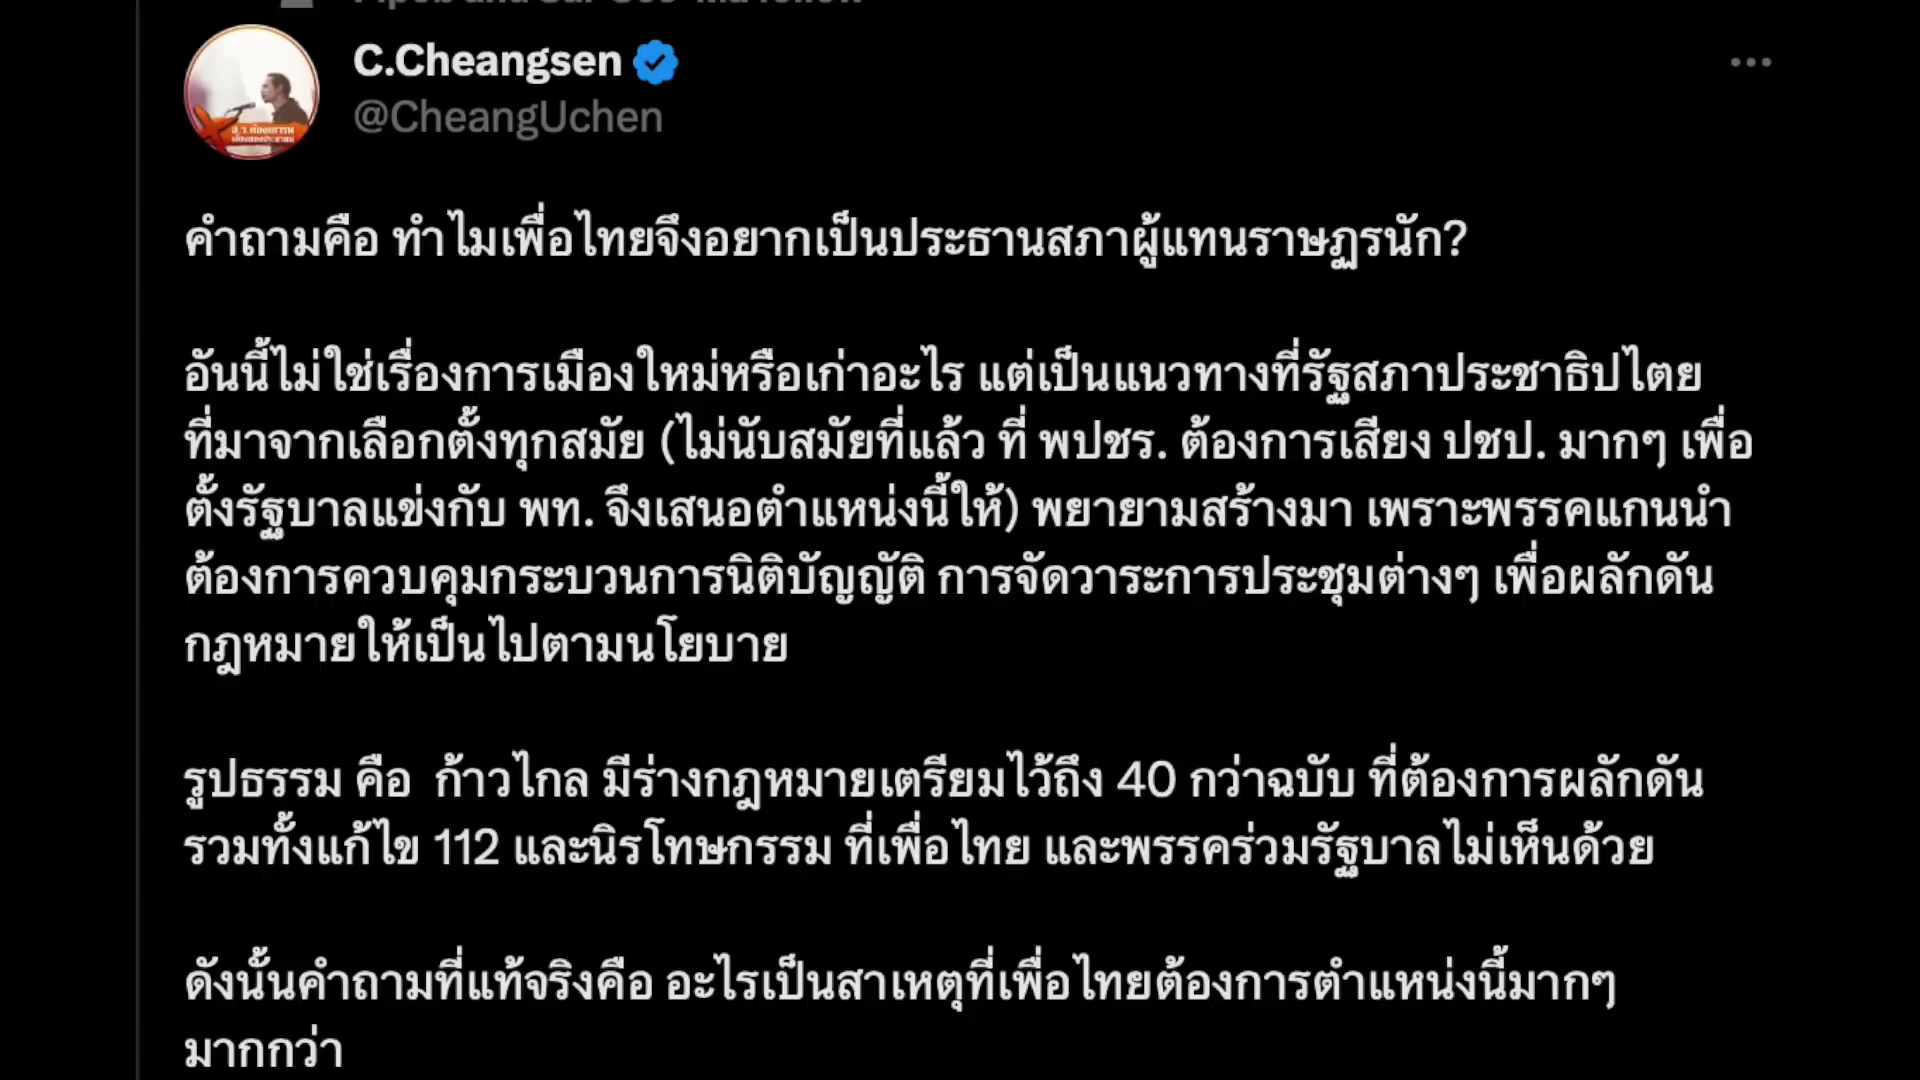 C.Cheangsen
@CheangUchen
คำถามคือ ทำไมเพื่อไทยจึงอยากเป็นประธานสภาผู้แทนราษฎรนัก?
อันนี้ไม่ใช่เรื่องการเมืองใหม่หรือเก่าอะไร แต่เป็นแนวทางที่รัฐสภาประชาธิปไตย
ที่มาจากเลือกตั้งทุกสมัย (ไม่นับสมัยที่แล้ว ที่ พปชร. ต้องการเสียง ปชป. มากๆ เพื่อ
ตั้งรัฐบาลแข่งกับ พท. จึงเสนอตำแหน่งนี้ให้) พยายามสร้างมา เพราะพรรคแกนนำ
ต้องการควบคุมกระบวนการนิติบัญญัติ การจัดวาระการประชุมต่างๆ เพื่อผลักดัน
กฎหมายให้เป็นไปตามนโยบาย
รูปธรรม คือ  ก้าวไกล มีร่างกฎหมายเตรียมไว้ถึง 40 กว่าฉบับ ที่ต้องการผลักดัน
รวมทั้งแก้ไข 112 และนิรโทษกรรม ที่เพื่อไทย และพรรคร่วมรัฐบาลไม่เห็นด้วย
ดังนั้นคำถามที่แท้จริงคือ อะไรเป็นสาเหตุที่เพื่อไทยต้องการตำแหน่งนี้มากๆ
มากกว่า